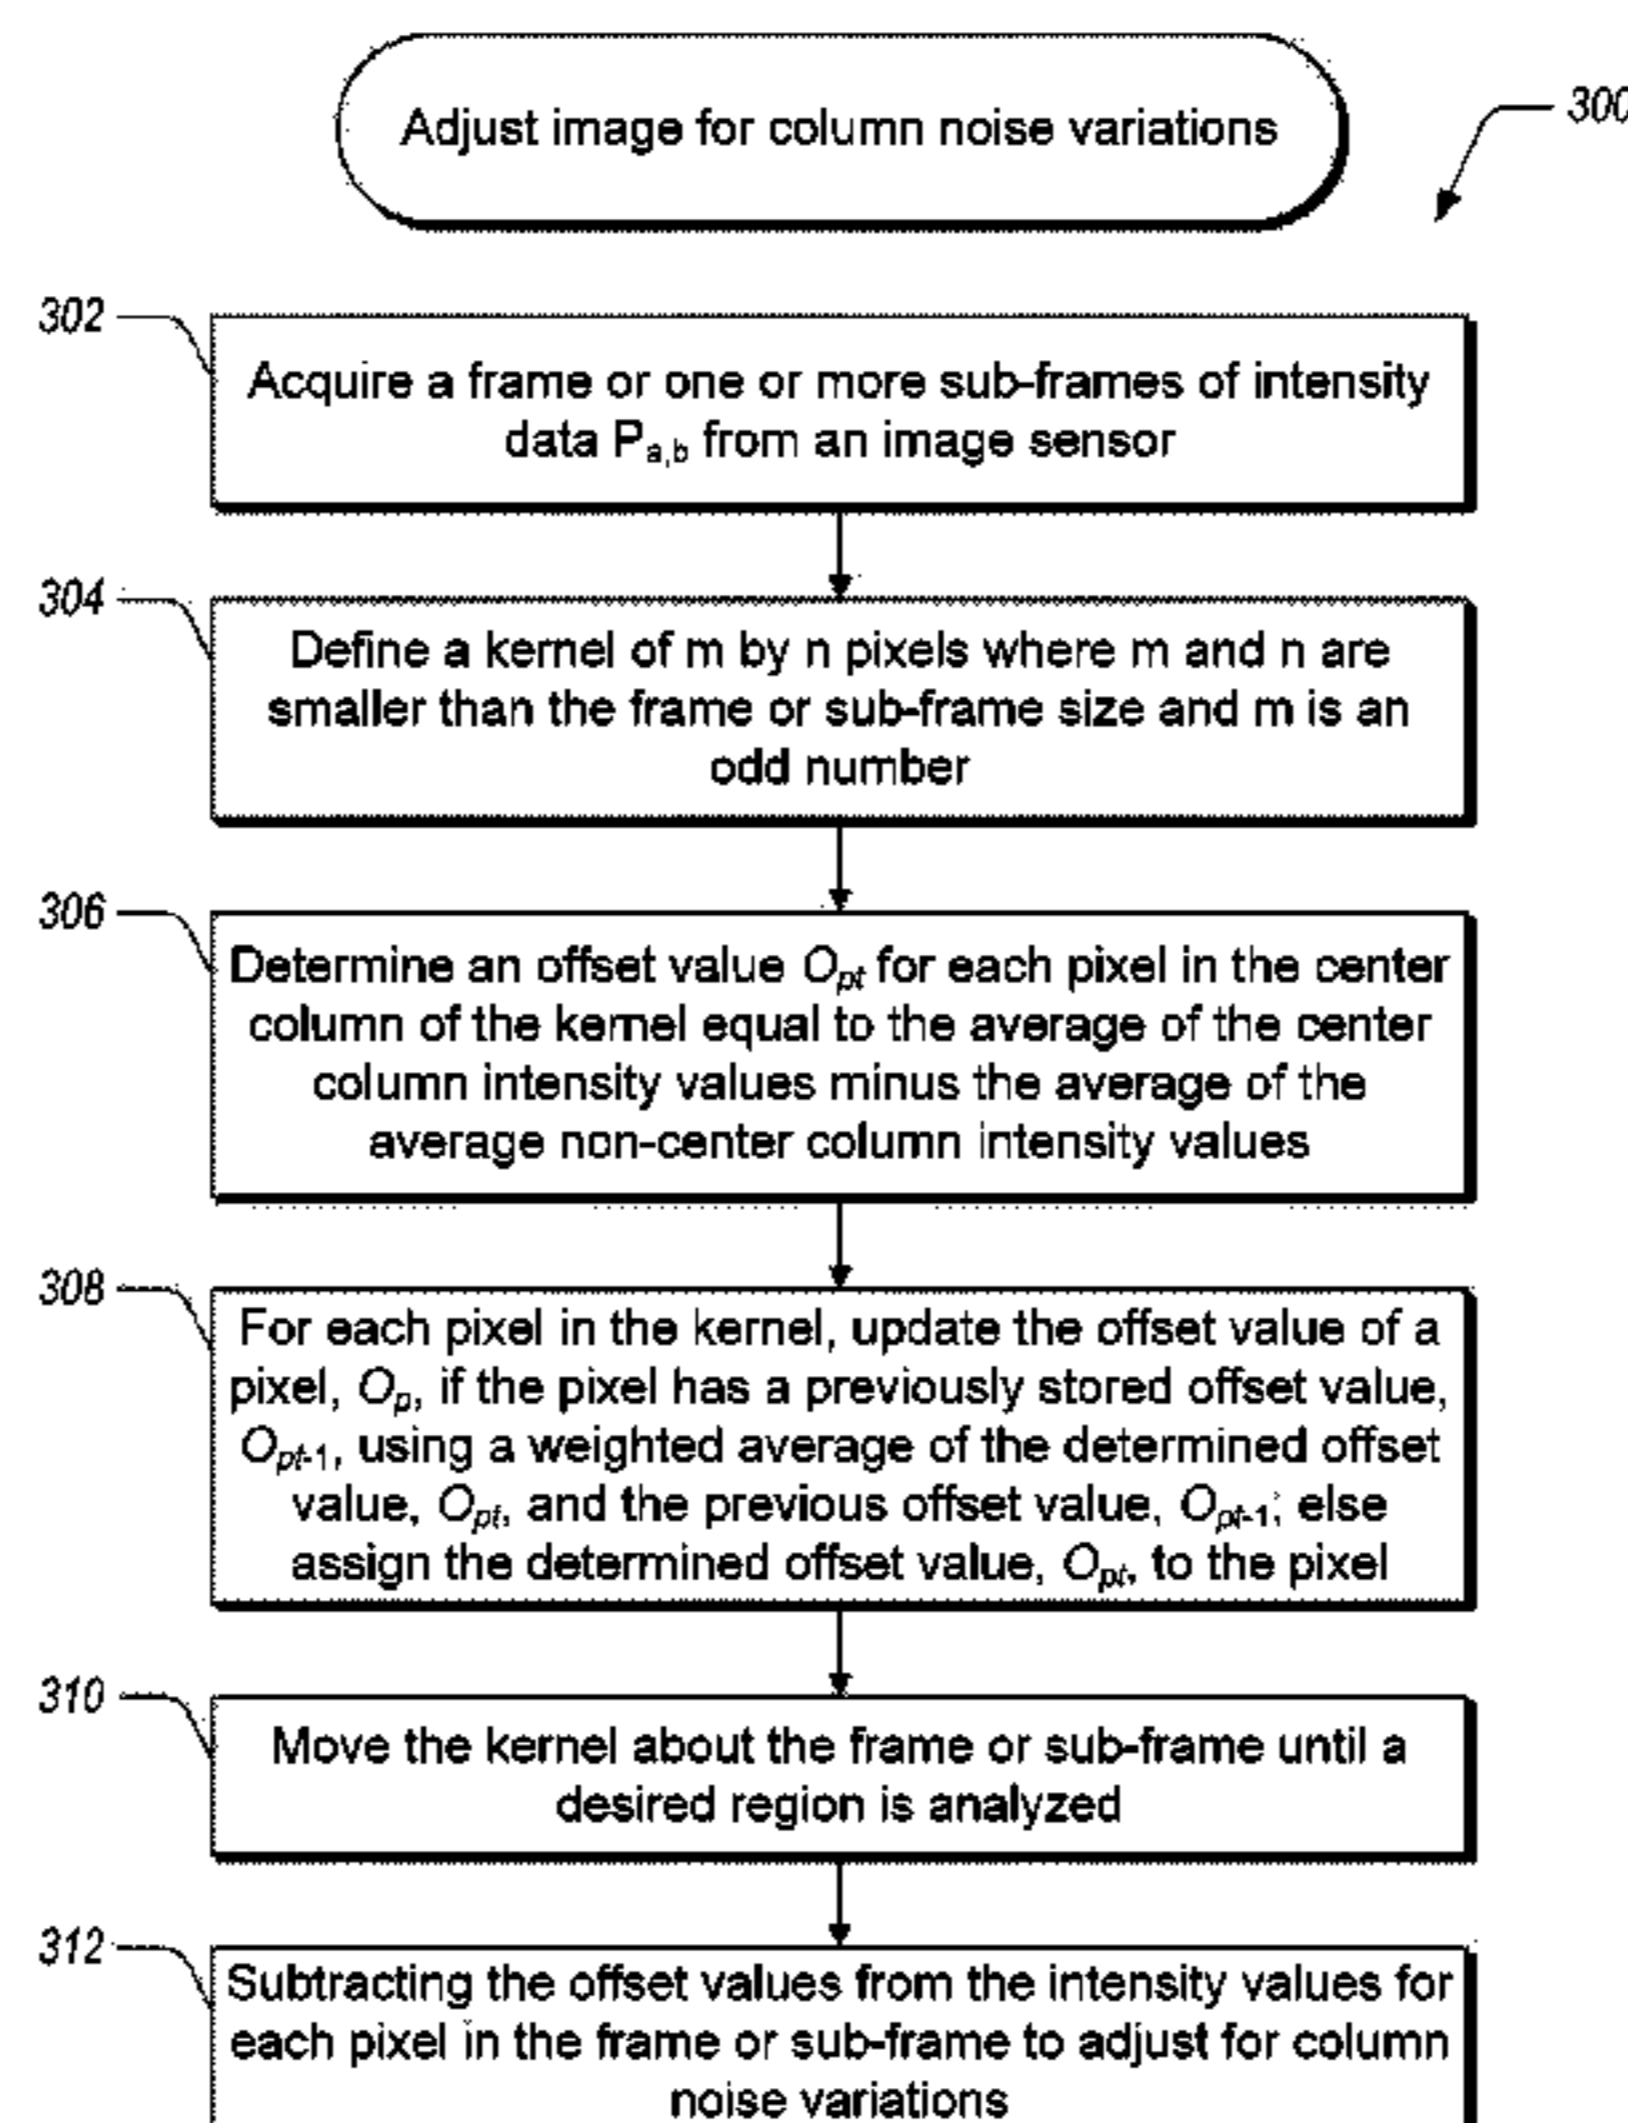 Adjust image for column noise variations
300
302
Acquire a frame or one or more sub-frames of intensity
data Pa,b from an image sensor
304
Define a kernel of m by n pixels where m and n are
smaller than the frame or sub-frame size and m is an
odd number
306
Determine an offset value Opt for each pixel in the center
column of the kernel equal to the average of the center
column intensity values minus the average of the
average non-center column intensity values
308
For each pixel in the kernel, update the offset value of a
pixel, Op, if the pixel has a previously stored offset value,
Opt-1, using a weighted average of the determined offset
value, Opt, and the previous offset value, Opt-1; else
assign the determined offset value, Opt, to the pixel
310
Move the kernel about the frame or sub-frame until a
desired region is analyzed
312
Subtracting the offset values from the intensity values for
each pixel in the frame or sub-frame to adjust for column
noise variations